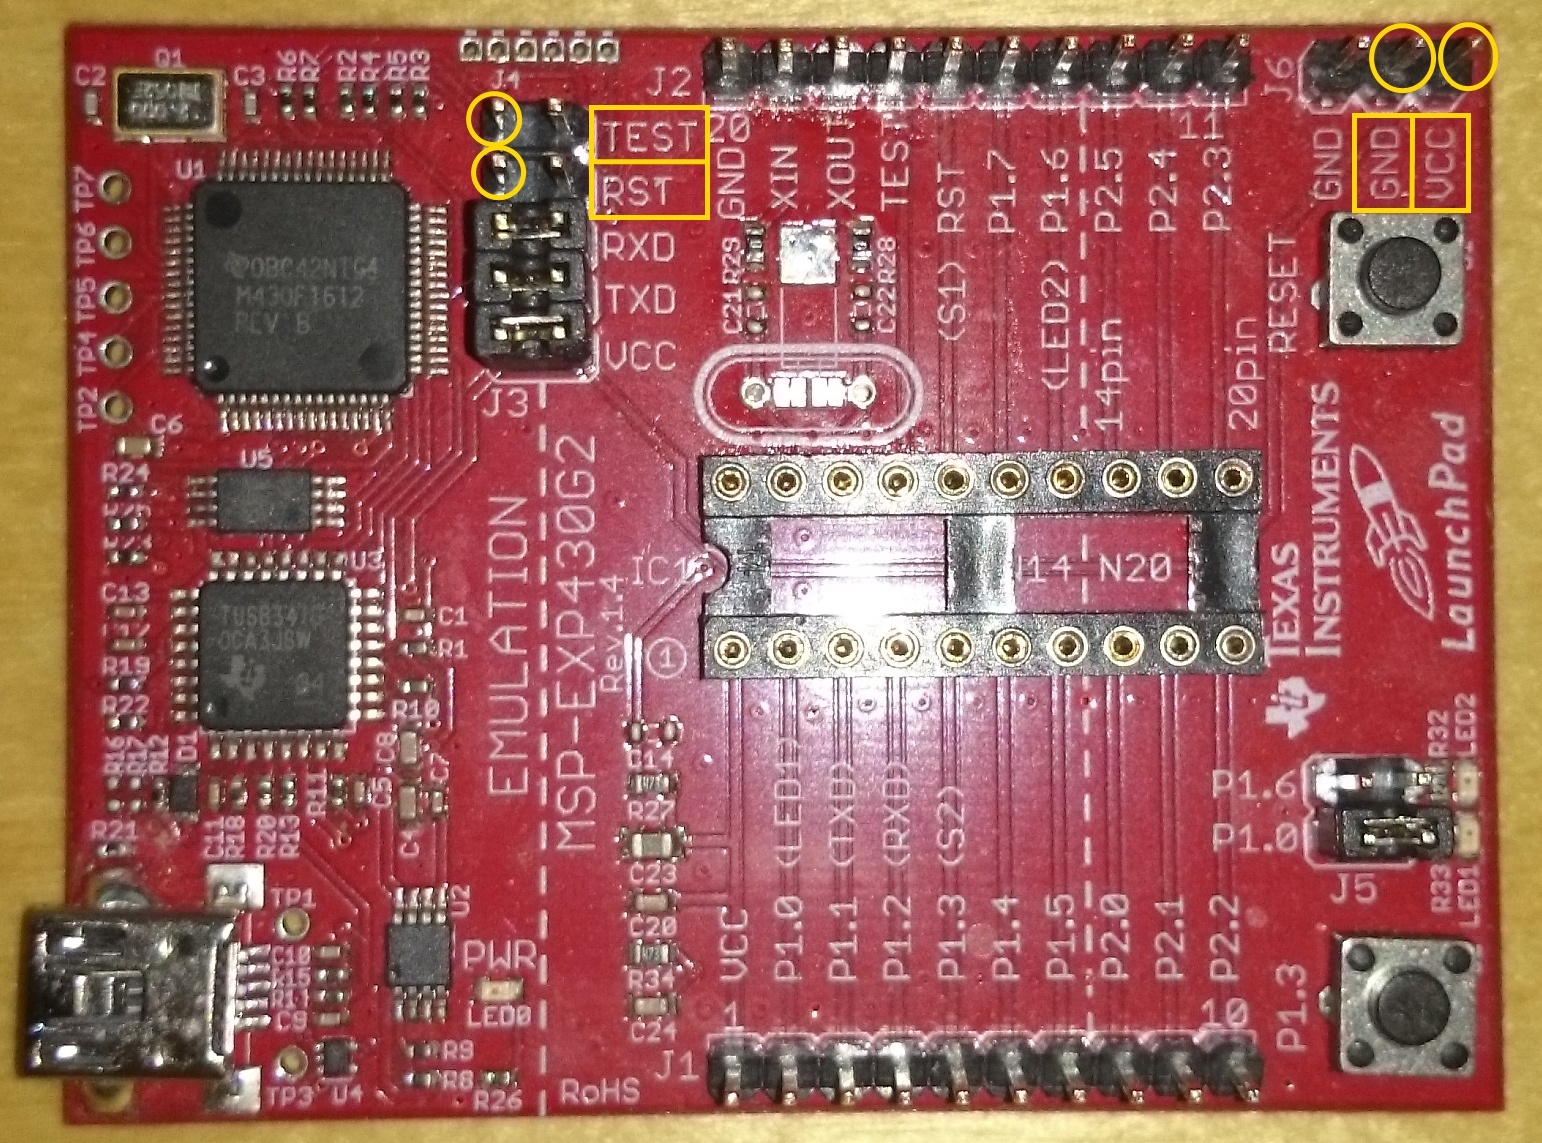 C2
Q1
C3
R6
R7
R2
R4
R5
R3
J4
J2
J6
TEST
RST
RXD
TXD
VCC
J3
20
11
GND
XIN
XOUT
TEST
RST
(S1)
P1.7
P1.6
(LED2)
P2.5
P2.4
P2.3
GND
GND
VCC
U1
TP7
TP6
TP5
TP4
TP2
M430F1612
REV B
C21
R29
C22
R28
14pin
20pin
RESET
C6
R24
U5
U3
C13
C1
R1
R19
R22
R10
R16
R17
R12
D1
R11
C5
C8
C7
C4
R21
C11
R18
R20
R13
EMULATION
MSP-EXP430G2
Rev.1.4
IC1
1
J14 N20
TEXAS
INSTRUMENTS
LaunchPad
R27
C23
C20
R34
C24
VCC
P1.0 (LED1)
P1.1 (TXD)
P1.2 (RXD)
P1.3 (S2)
P1.4
P1.5
P2.0
P2.1
P2.2
1
10
J1
P1.6
P1.0
J5
R32
LED2
R33
LED1
P1.3
TP1
U2
C10
C9
PWR
LED0
TP3
U4
R9
R8
R26
RoHS